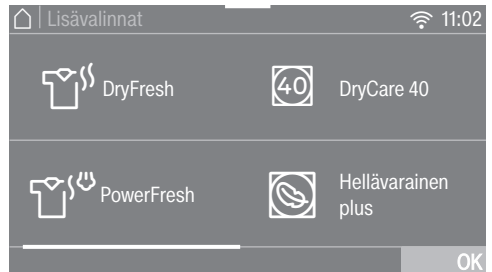 Lisävalinnat
11:02
DryFresh
40
DryCare 40
PowerFresh
Hellävarainen
plus
OK